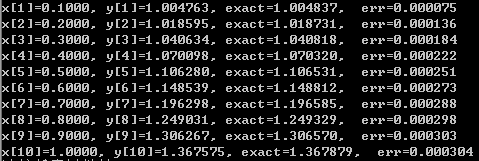 x[1]=0.1000, y[1]=1.004763, exact=1.004837,  err=0.000075
x[2]=0.2000, y[2]=1.018595, exact=1.018731,  err=0.000136
x[3]=0.3000, y[3]=1.040634, exact=1.040818,  err=0.000184
x[4]=0.4000, y[4]=1.070098, exact=1.070320,  err=0.000222
x[5]=0.5000, y[5]=1.106280, exact=1.106531,  err=0.000251
x[6]=0.6000, y[6]=1.148539, exact=1.148812,  err=0.000273
x[7]=0.7000, y[7]=1.196298, exact=1.196585,  err=0.000288
x[8]=0.8000, y[8]=1.249031, exact=1.249329,  err=0.000298
x[9]=0.9000, y[9]=1.306267, exact=1.306570,  err=0.000303
x[10]=1.0000, y[10]=1.367575, exact=1.367879,  err=0.000304